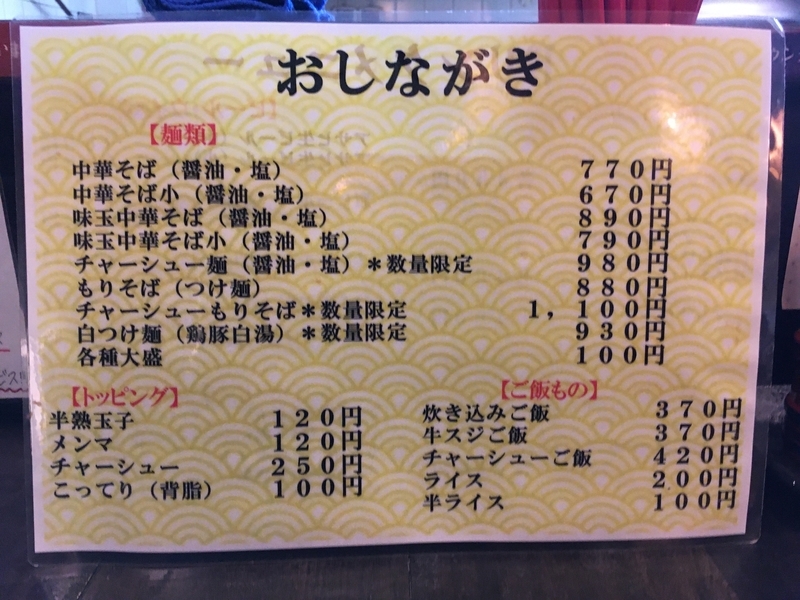 おしながき
【麺類】
中華そば（醤油・塩） ７７０円
中華そば小（醤油・塩） ６７０円
味玉中華そば（醤油・塩） ８９０円
味玉中華そば小（醤油・塩） ７９０円
チャーシュー麺（醤油・塩）＊数量限定 ９８０円
もりそば（つけ麺） ８８０円
チャーシューもりそば＊数量限定 １，１００円
白つけ麺（鶏豚白湯）＊数量限定 ９３０円
各種大盛 １００円
【トッピング】
半熟玉子 １２０円
メンマ １２０円
チャーシュー ２５０円
こってり（背脂） １００円
【ご飯もの】
炊き込みご飯 ３７０円
牛スジご飯 ３７０円
チャーシューご飯 ４２０円
ライス ２００円
半ライス １００円